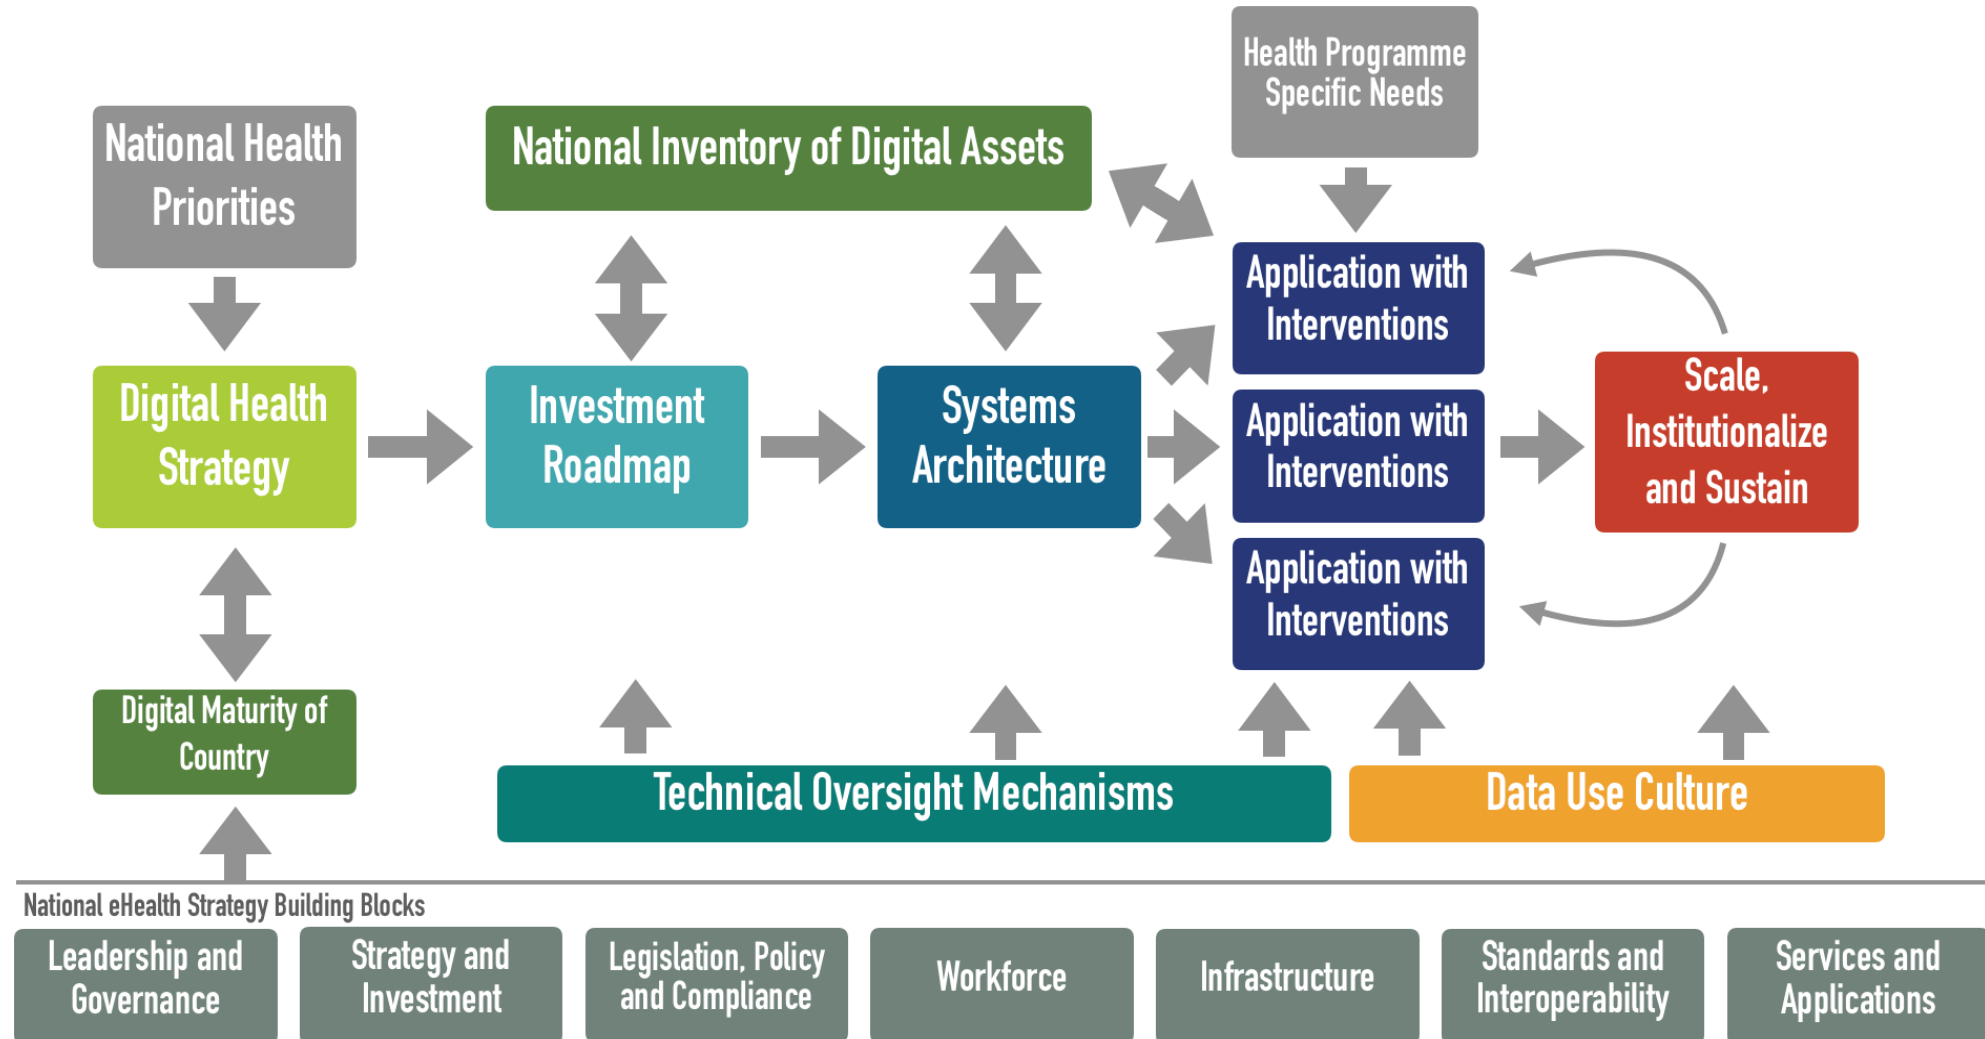 Health Programme
Specific Needs
National Health
Priorities
National Inventory of Digital Assets
Application with
Interventions
Digital Health
Strategy
Investment
Roadmap
Systems
Architecture
Application with
Interventions
Scale,
Institutionalize
and Sustain
Application with
Interventions
Digital Maturity of
Country
Technical Oversight Mechanisms
Data Use Culture
National eHealth Strategy Building Blocks
Leadership and
Governance
Strategy and
Investment
Legislation, Policy
and Compliance
Workforce
Infrastructure
Standards and
Interoperability
Services and
Applications